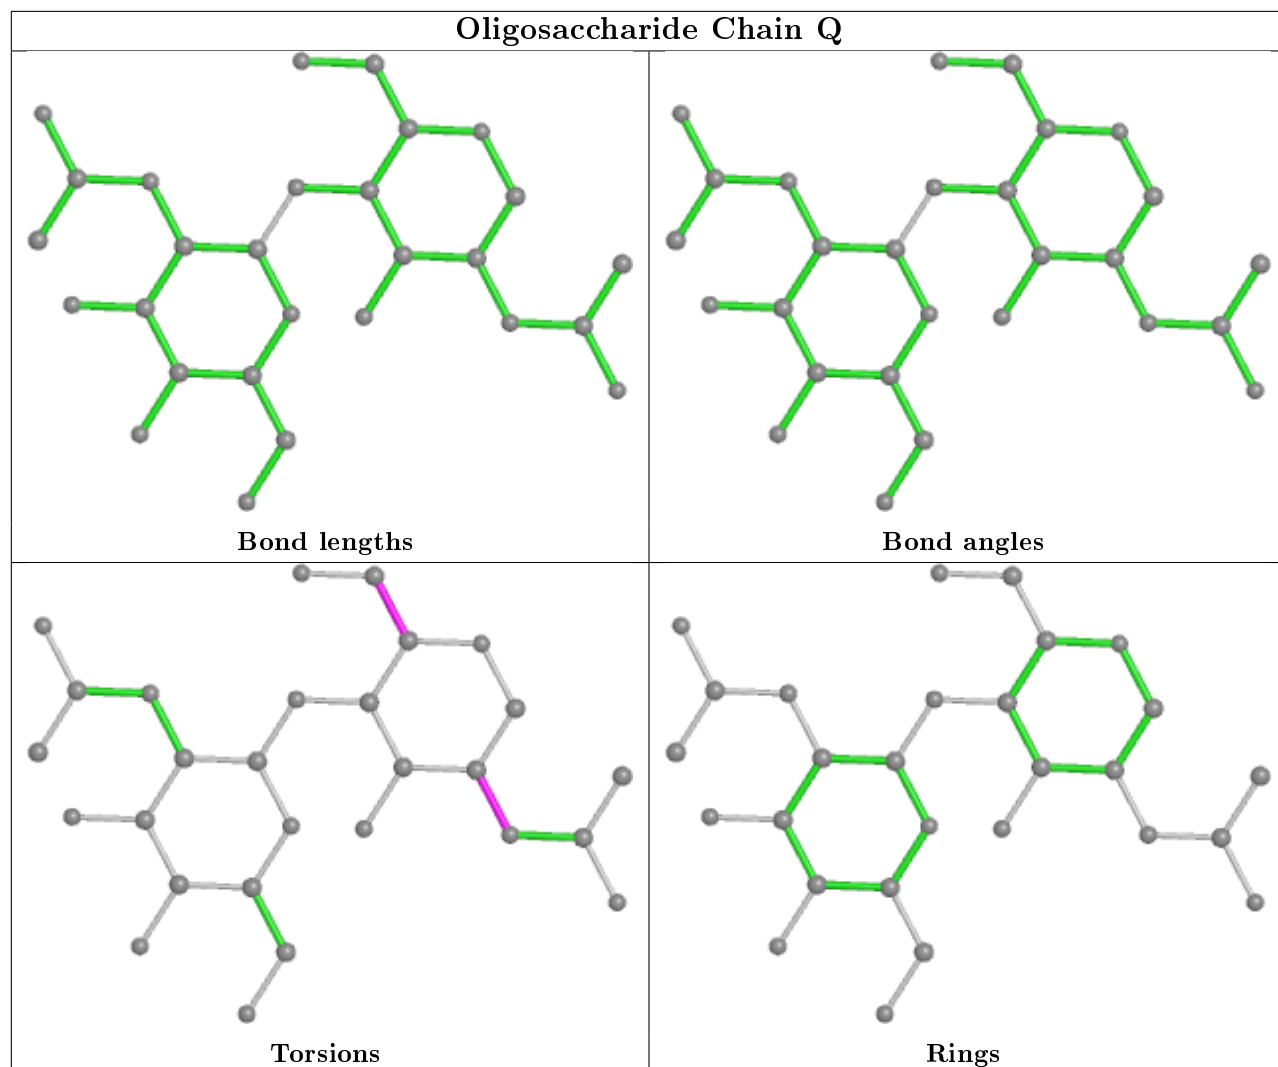 Oligosaccharide Chain Q
Bond lengths
Bond angles
Torsions
Rings